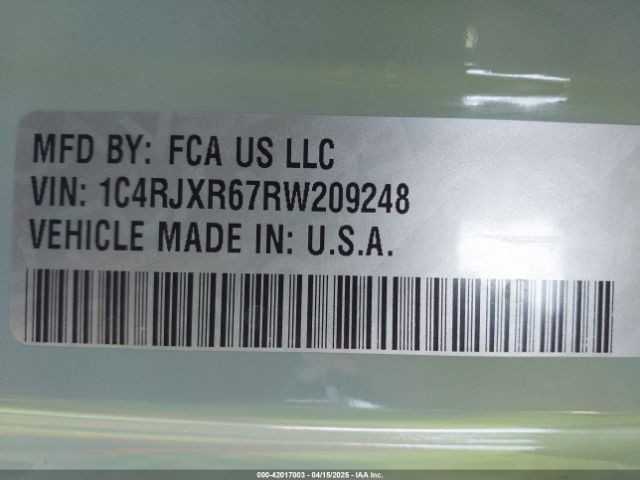 MFD BY: FCA US LLC
VIN: 1C4RJXR67RW209248
VEHICLE MADE IN: U.S.A.
000-42017003 - 04/15/2025 - IAA Inc.